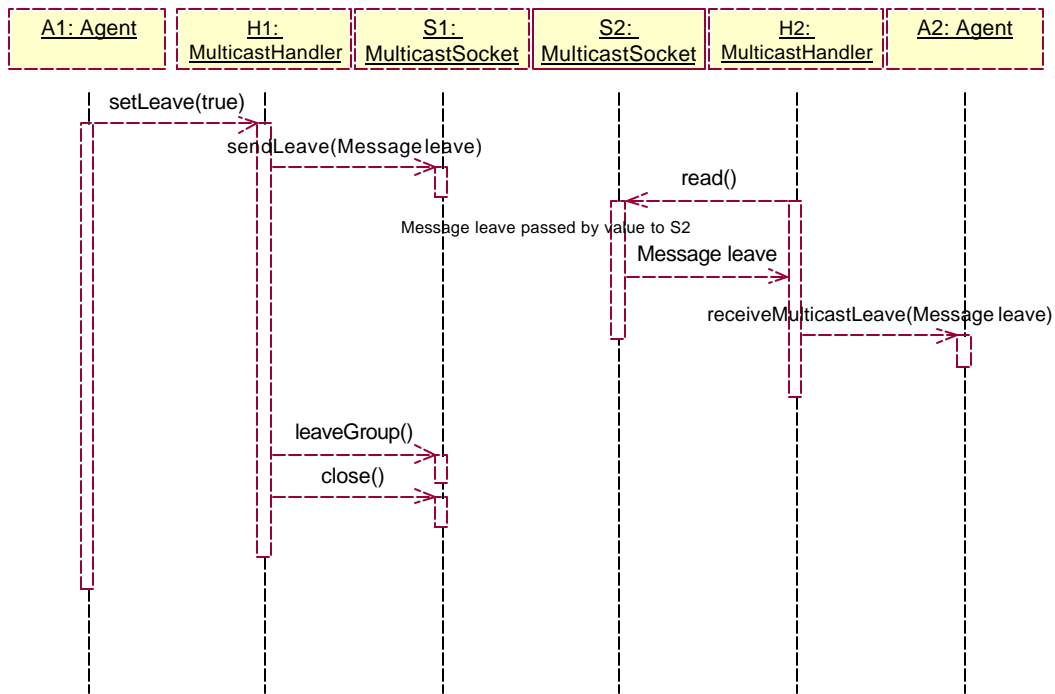 A1: Agent
H1:
MulticastHandler
S1:
MulticastSocket
S2:
MulticastSocket
H2:
MulticastHandler
A2: Agent
setLeave(true)
sendLeave(Message leave)
read()
Message leave passed by value to S2
Message leave
receiveMulticastLeave(Message leave)
leaveGroup()
close()